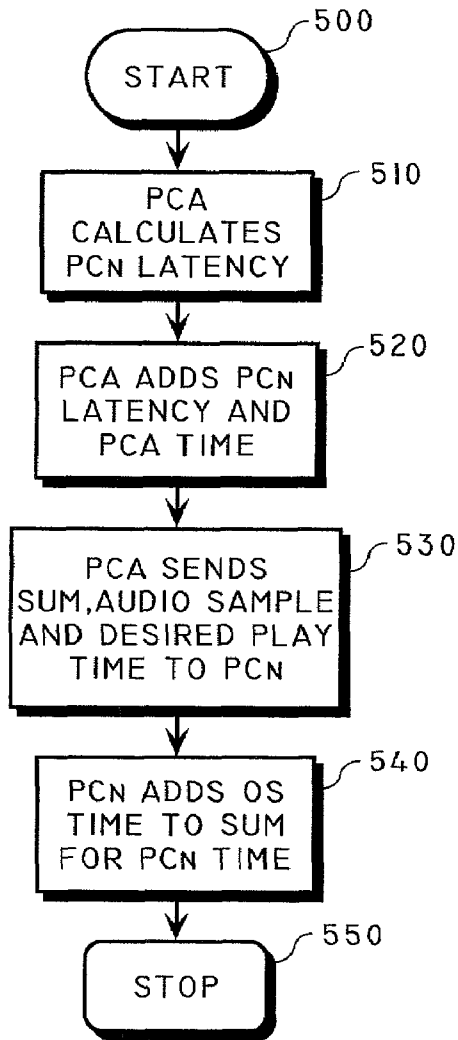 500
START
510
PCA
CALCULATES
PCN LATENCY
520
PCA ADDS PCN
LATENCY AND
PCA TIME
530
PCA SENDS
SUM, AUDIO SAMPLE
AND DESIRED PLAY
TIME TO PCN
540
PCN ADDS OS
TIME TO SUM
FOR PCN TIME
550
STOP